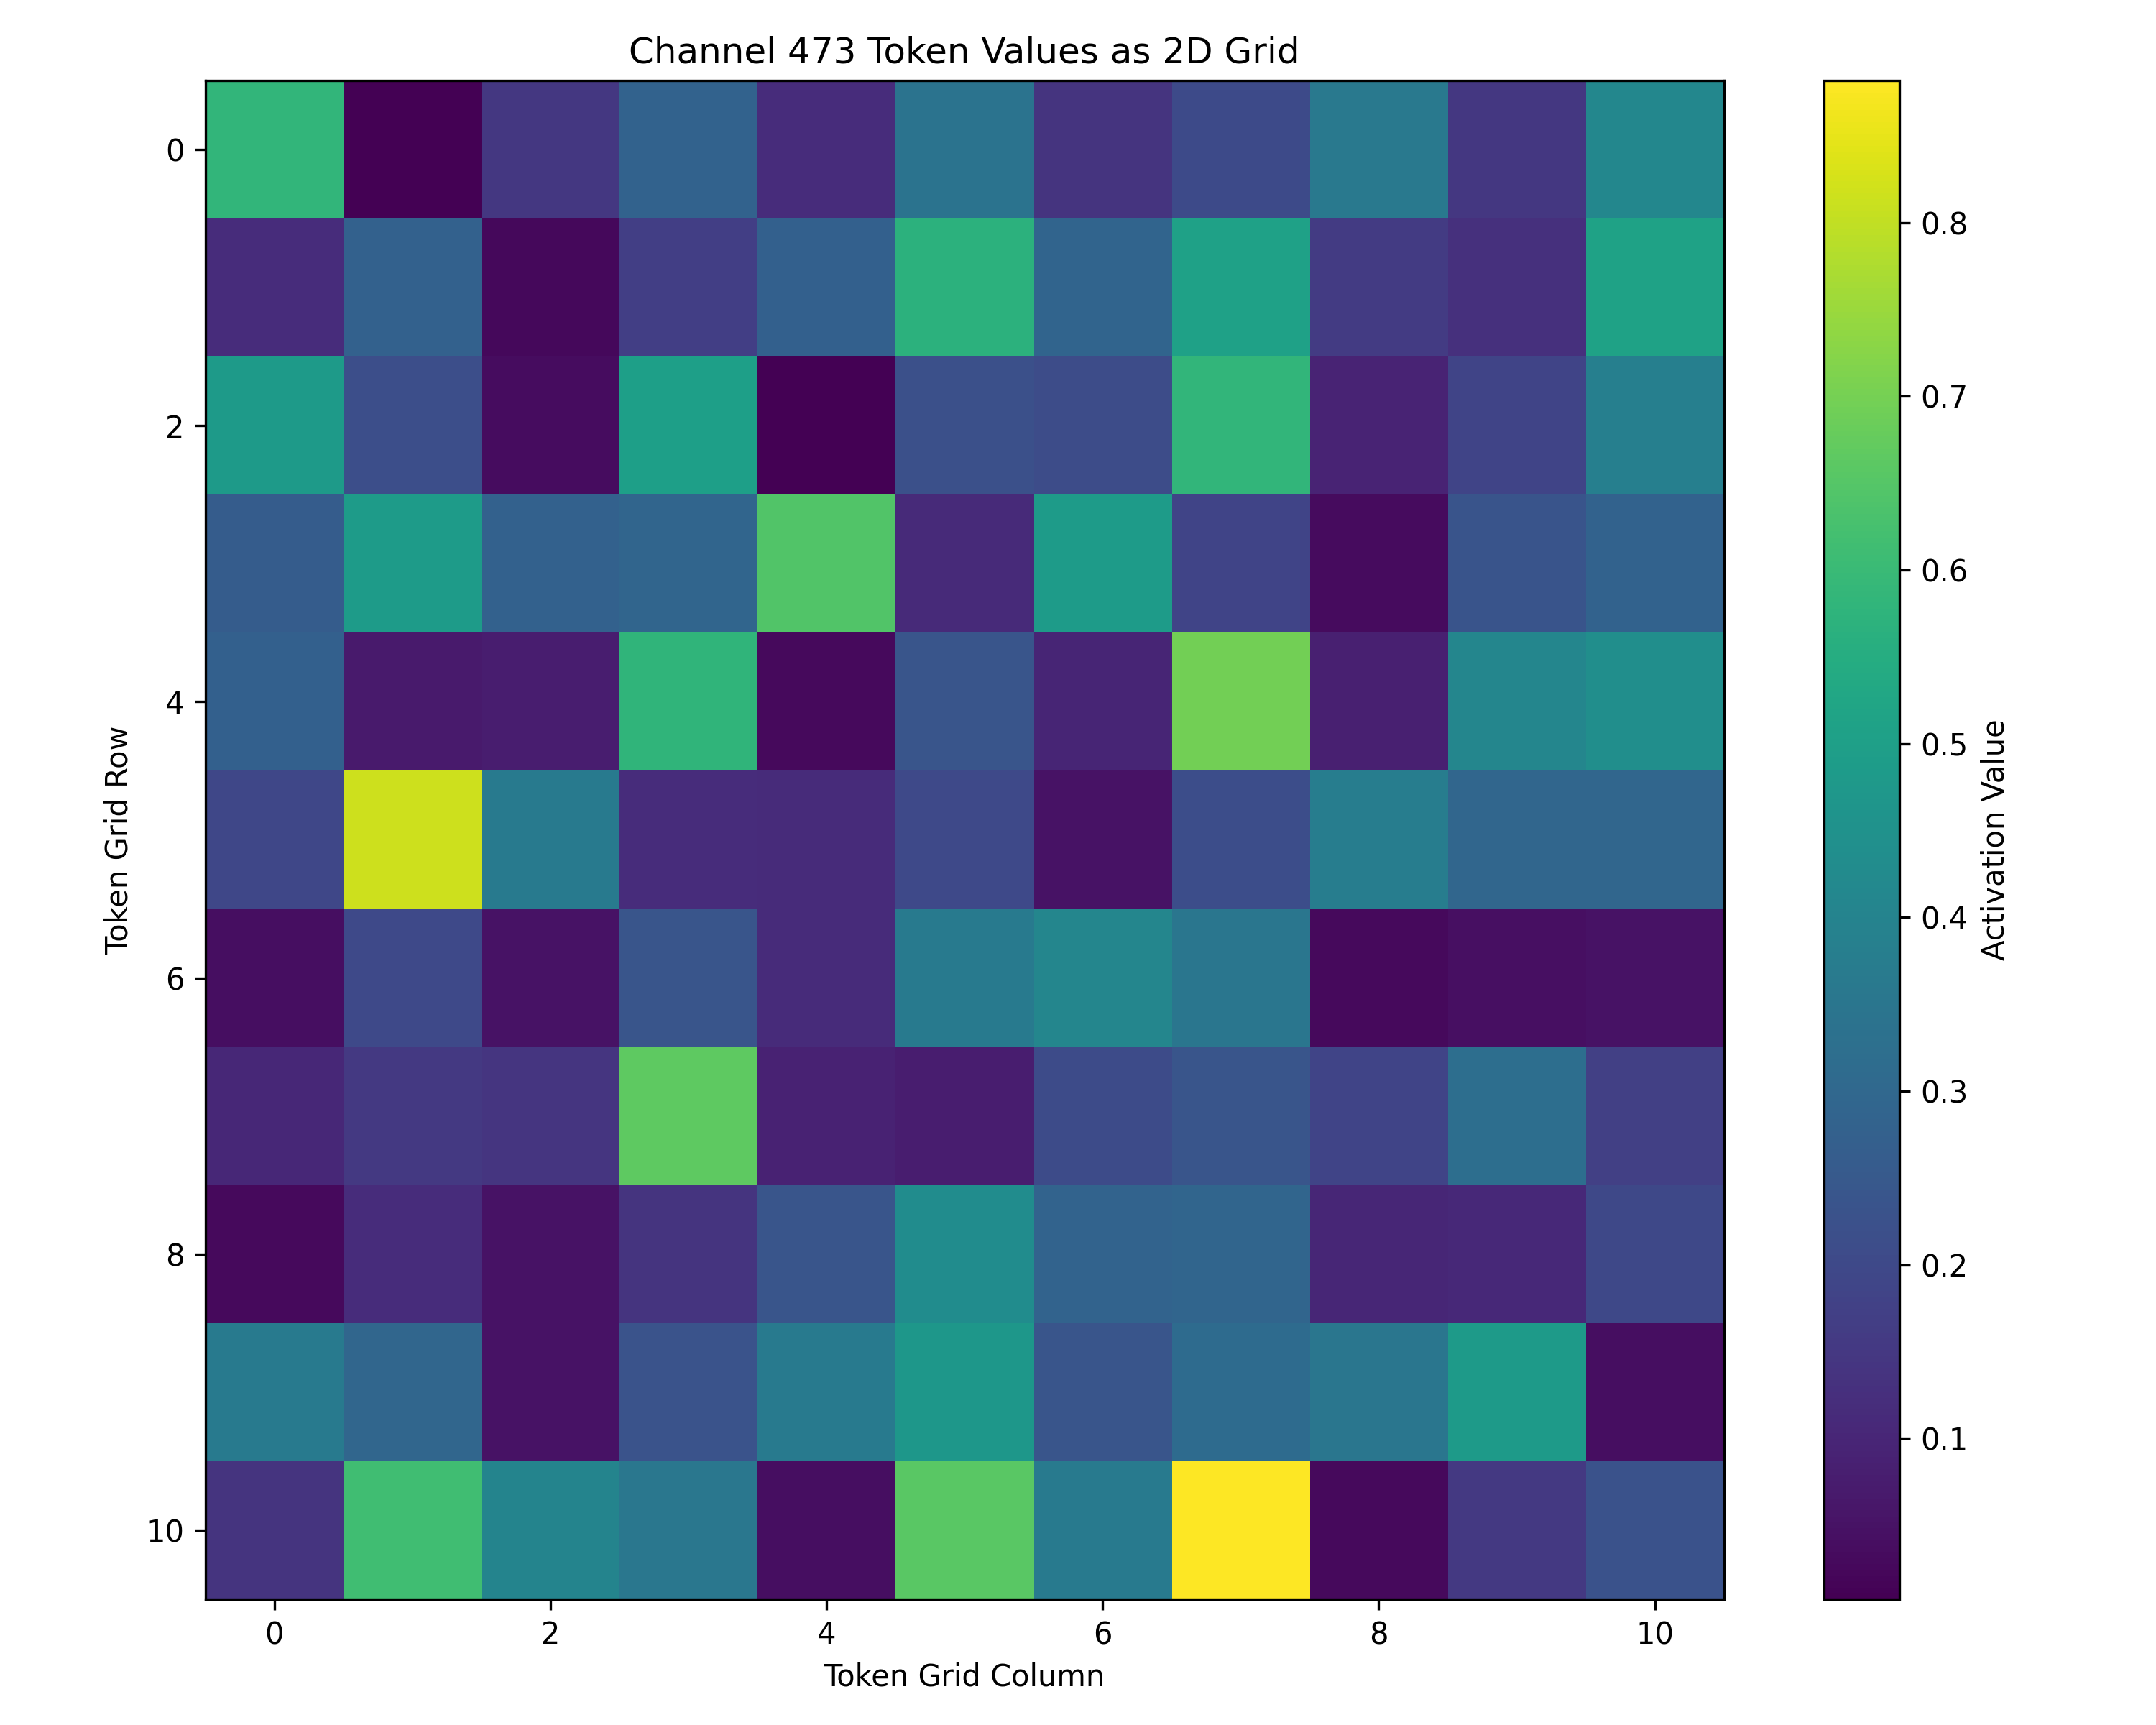 Channel 473 Token Values as 2D Grid
0
2
4
6
8
10
Token Grid Row
0 2 4 6 8 10
Token Grid Column
0.8
0.7
0.6
0.5
0.4
0.3
0.2
0.1
Activation Value